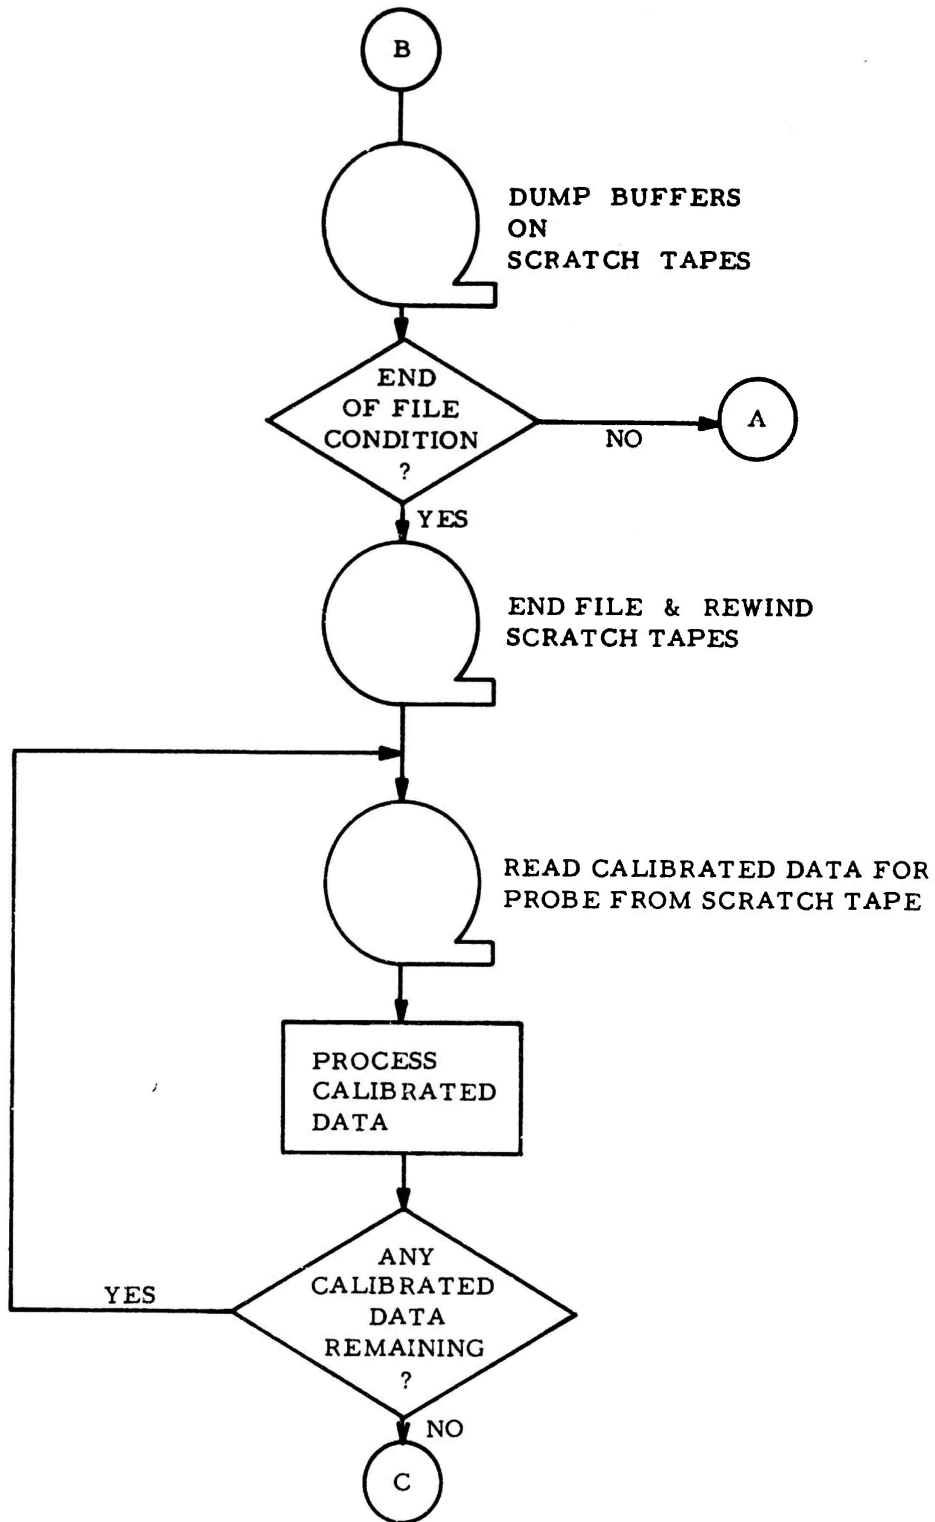 B
DUMP BUFFERS
ON
SCRATCH TAPES
END
OF FILE
CONDITION
?
NO
A
YES
END FILE & REWIND
SCRATCH TAPES
READ CALIBRATED DATA FOR
PROBE FROM SCRATCH TAPE
PROCESS
CALIBRATED
DATA
ANY
CALIBRATED
DATA
REMAINING
?
YES
NO
C